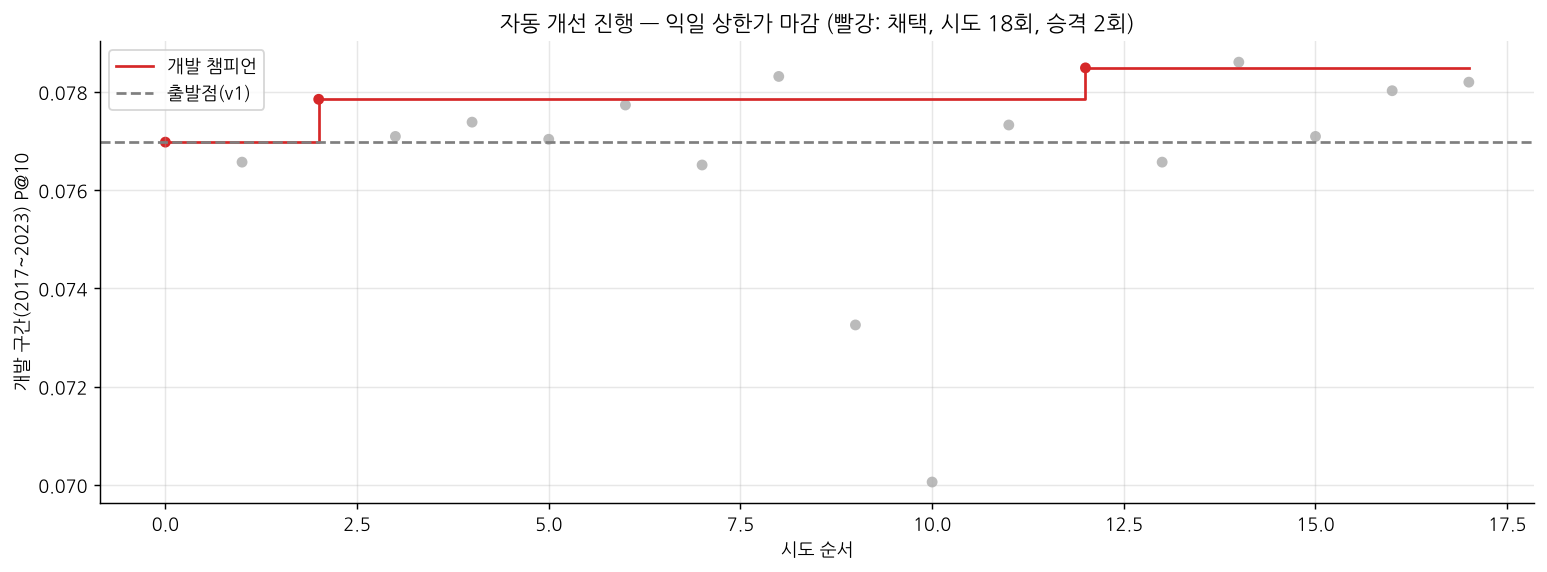 자동 개선 진행 — 익일 상한가 마감 (빨강: 채택, 시도 18회, 승격 2회)
개발 챔피언
출발점(v1)
개발 구간(2017~2023) P@10
0.078
0.076
0.074
0.072
0.070
0.0
2.5
5.0
7.5
10.0
12.5
15.0
17.5
시도 순서